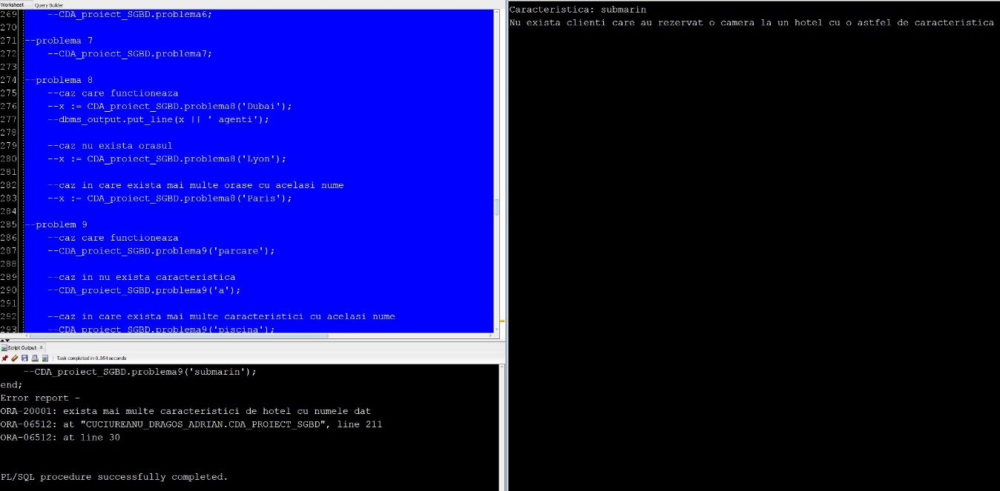 Worksheet Query Builder
269 --CDA_proiect_SGBD.problema6;
270
271 --problema 7
272 --CDA_proiect_SGBD.problema7;
273
274 --problema 8
275 --caz care functioneaza
276 --x := CDA_proiect_SGBD.problema8('Dubai');
277 --dbms_output.put_line(x || ' agenti');
278
279 --caz nu exista orasul
280 --x := CDA_proiect_SGBD.problema8('Lyon');
281
282 --caz in care exista mai multe orase cu acelasi nume
283 --x := CDA_proiect_SGBD.problema8('Paris');
284
285 --problem 9
286 --caz care functioneaza
287 --CDA_proiect_SGBD.problema9('parcare');
288
289 --caz in nu exista caracteristica
290 --CDA_proiect_SGBD.problema9('a');
291
292 --caz in care exista mai multe caracteristici cu acelasi nume
293 --CDA_proiect_SGBD.problema9('piscina');
Script Output x
Task completed in 0.054 seconds
--CDA_proiect_SGBD.problema9('submarin');
end;
Error report -
ORA-20001: exista mai multe caracteristici de hotel cu numele dat
ORA-06512: at "CUCIUREANU_DRAGOS_ADRIAN.CDA_PROIECT_SGBD", line 211
ORA-06512: at line 30
PL/SQL procedure successfully completed.
Caracteristica: submarin
Nu exista clienti care au rezervat o camera la un hotel cu o astfel de caracteristica